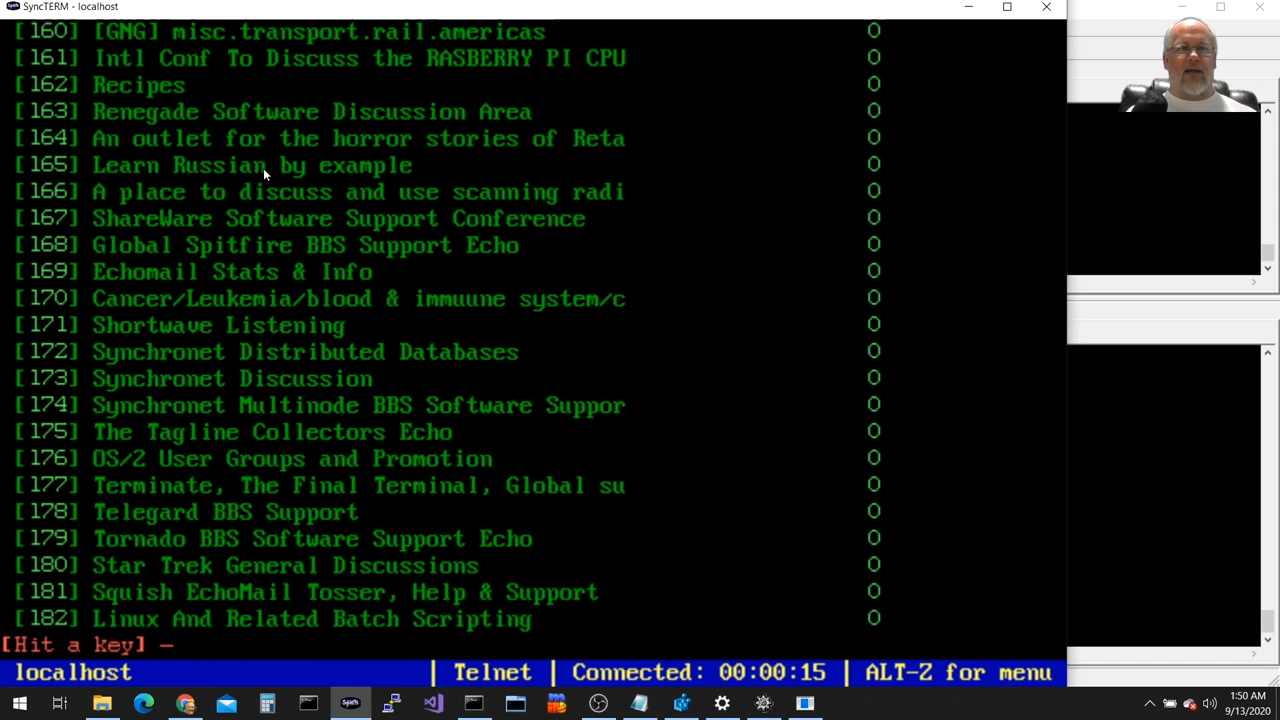 SyncTERM - localhost
[160] [GNG] misc.transport.rail.americas 0
[161] Intl Conf To Discuss the RASBERRY PI CPU 0
[162] Recipes 0
[163] Renegade Software Discussion Area 0
[164] An outlet for the horror stories of Reta 0
[165] Learn Russian by example 0
[166] A place to discuss and use scanning radi 0
[167] ShareWare Software Support Conference 0
[168] Global Spitfire BBS Support Echo 0
[169] Echomail Stats & Info 0
[170] Cancer/Leukemia/blood & immuune system/c 0
[171] Shortwave Listening 0
[172] Synchronet Distributed Databases 0
[173] Synchronet Discussion 0
[174] Synchronet Multinode BBS Software Suppor 0
[175] The Tagline Collectors Echo 0
[176] OS/2 User Groups and Promotion 0
[177] Terminate, The Final Terminal, Global su 0
[178] Telegard BBS Support 0
[179] Tornado BBS Software Support Echo 0
[180] Star Trek General Discussions 0
[181] Squish EchoMail Tosser, Help & Support 0
[182] Linux And Related Batch Scripting 0
[Hit a key] _
localhost | Telnet | Connected: 00:00:15 | ALT-Z for menu
Sync
1:50 AM
9/13/2020